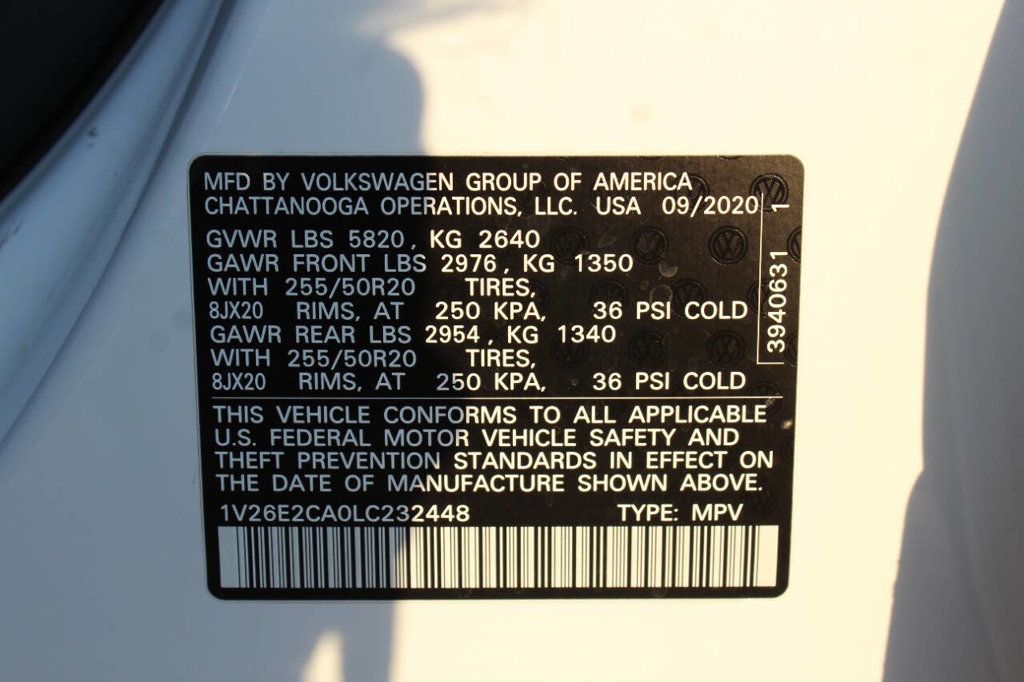 MFD BY VOLKSWAGEN GROUP OF AMERICA
CHATTANOOGA OPERATIONS, LLC. USA 09/2020
GVWR LBS 5820, KG 2640
GAWR FRONT LBS 2976, KG 1350
WITH 255/50R20 TIRES,
8JX20 RIMS, AT 250 KPA, 36 PSI COLD
GAWR REAR LBS 2954, KG 1340
WITH 255/50R20 TIRES,
8JX20 RIMS, AT 250 KPA, 36 PSI COLD
3940631 1
THIS VEHICLE CONFORMS TO ALL APPLICABLE
U.S. FEDERAL MOTOR VEHICLE SAFETY AND
THEFT PREVENTION STANDARDS IN EFFECT ON
THE DATE OF MANUFACTURE SHOWN ABOVE.
1V26E2CA0LC232448 TYPE: MPV